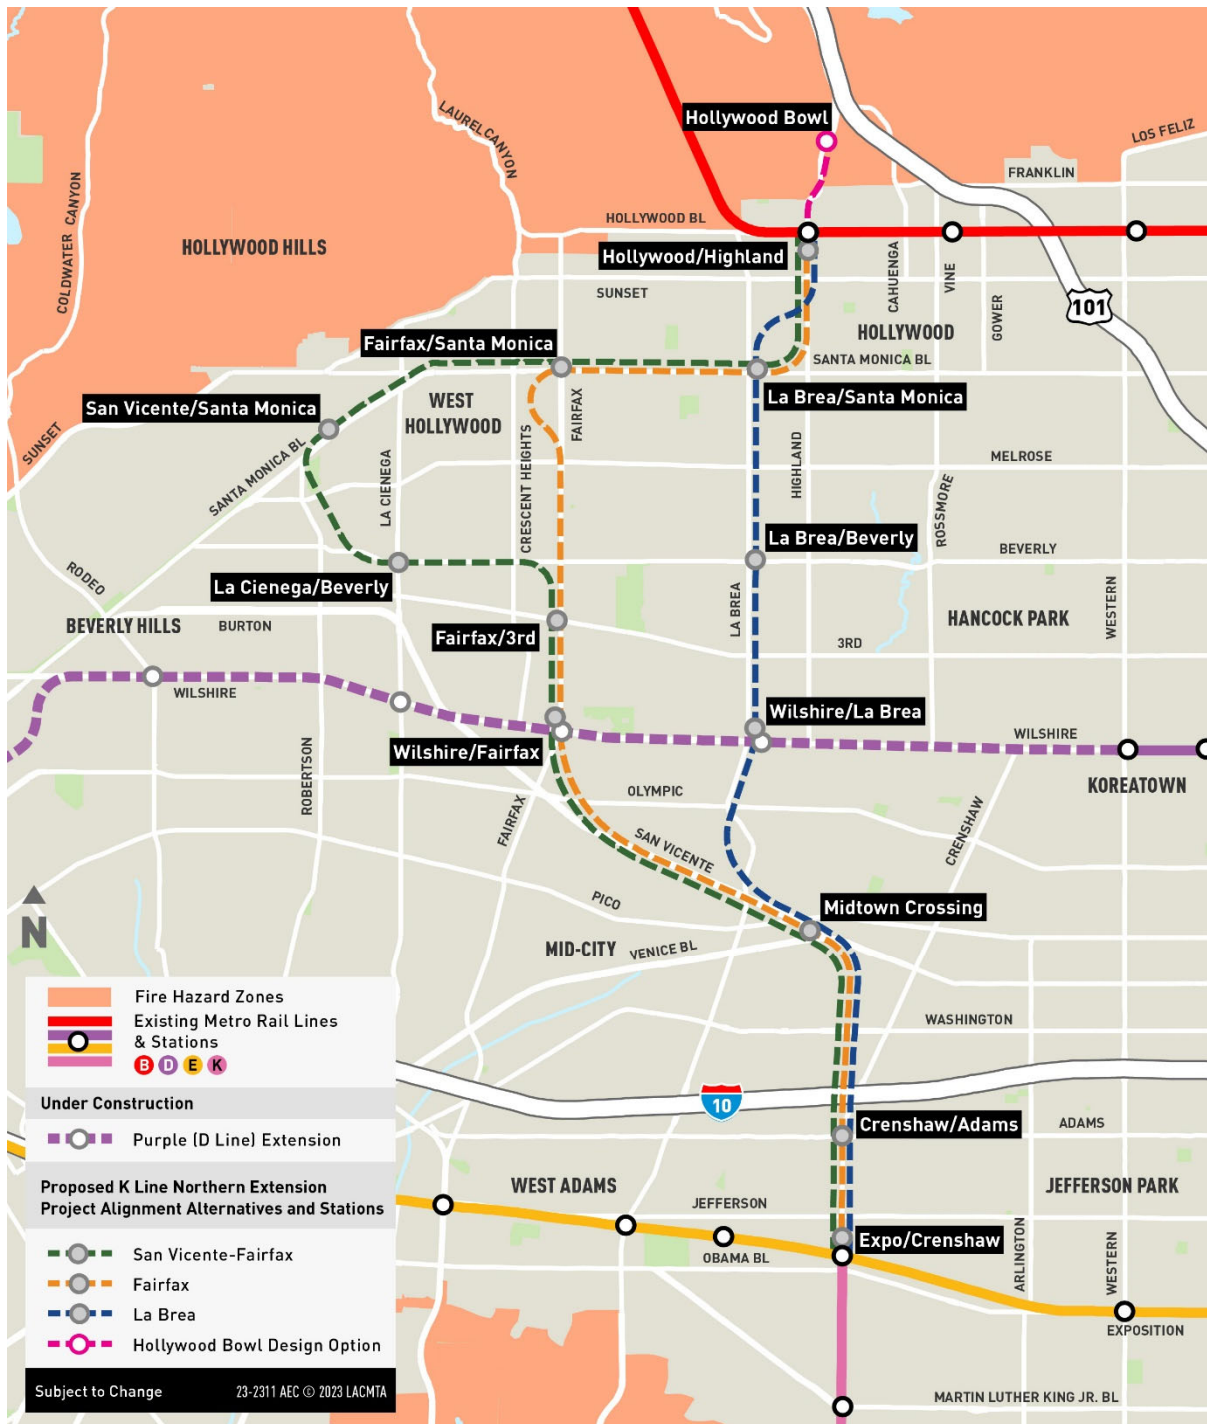 LAUREL CANYON
Hollywood Bowl
LOS FELIZ
COLDWATER CANYON
FRANKLIN
HOLLYWOOD BL
HOLLYWOOD HILLS
Hollywood/Highland
CAHUENGA
VINE
GOWER
SUNSET
101
HOLLYWOOD
Fairfax/Santa Monica
SANTA MONICA BL
La Brea/Santa Monica
San Vicente/Santa Monica
WEST
HOLLYWOOD
FAIRFAX
SUNSET
SANTA MONICA BL
LA CIENEGA
CRESCENT HEIGHTS
HIGHLAND
MELROSE
ROSSMORE
La Brea/Beverly
BEVERLY
RODEO
La Cienega/Beverly
LA BREA
WESTERN
BEVERLY HILLS
BURTON
Fairfax/3rd
HANCOCK PARK
3RD
WILSHIRE
Wilshire/La Brea
WILSHIRE
Wilshire/Fairfax
ROBERTSON
KOREATOWN
OLYMPIC
FAIRFAX
SAN VICENTE
CRENSHAW
PICO
Midtown Crossing
N
MID-CITY
VENICE BL
Fire Hazard Zones
Existing Metro Rail Lines
& Stations
B D E K
WASHINGTON
10
Under Construction
Purple (D Line) Extension
Crenshaw/Adams
ADAMS
Proposed K Line Northern Extension
Project Alignment Alternatives and Stations
WEST ADAMS
JEFFERSON
JEFFERSON PARK
Expo/Crenshaw
OBAMA BL
ARLINGTON
WESTERN
San Vicente-Fairfax
Fairfax
La Brea
Hollywood Bowl Design Option
EXPOSITION
Subject to Change
23-2311 AEC © 2023 LACMTA
MARTIN LUTHER KING JR. BL